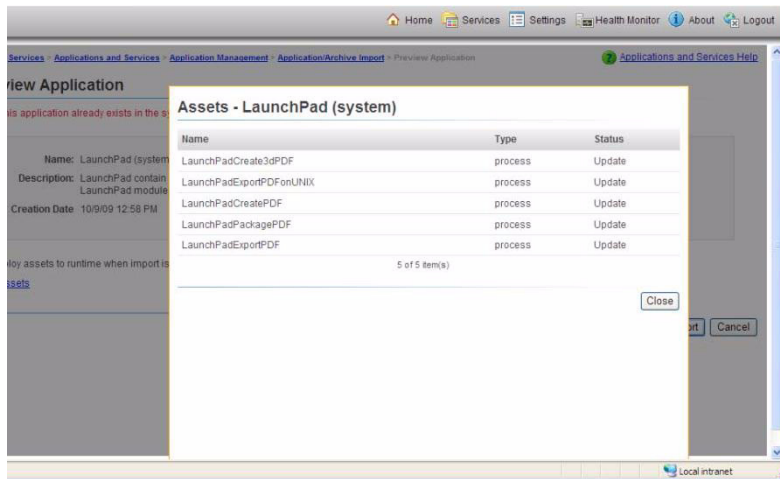 Home Services Settings Health Monitor About Logout
Services > Applications and Services > Application Management > Application/Archive Import > Preview Application
Applications and Services Help
view Application
his application already exists in the s
Name: LaunchPad (system
Description: LaunchPad contain
LaunchPad module
Creation Date 10/9/09 12:58 PM
loy assets to runtime when import is
ssets
Assets - LaunchPad (system)
Name Type Status
LaunchPadCreate3dPDF process Update
LaunchPadExportPDFonUNIX process Update
LaunchPadCreatePDF process Update
LaunchPadPackagePDF process Update
LaunchPadExportPDF process Update
5 of 5 item(s)
Close
ort Cancel
Local intranet